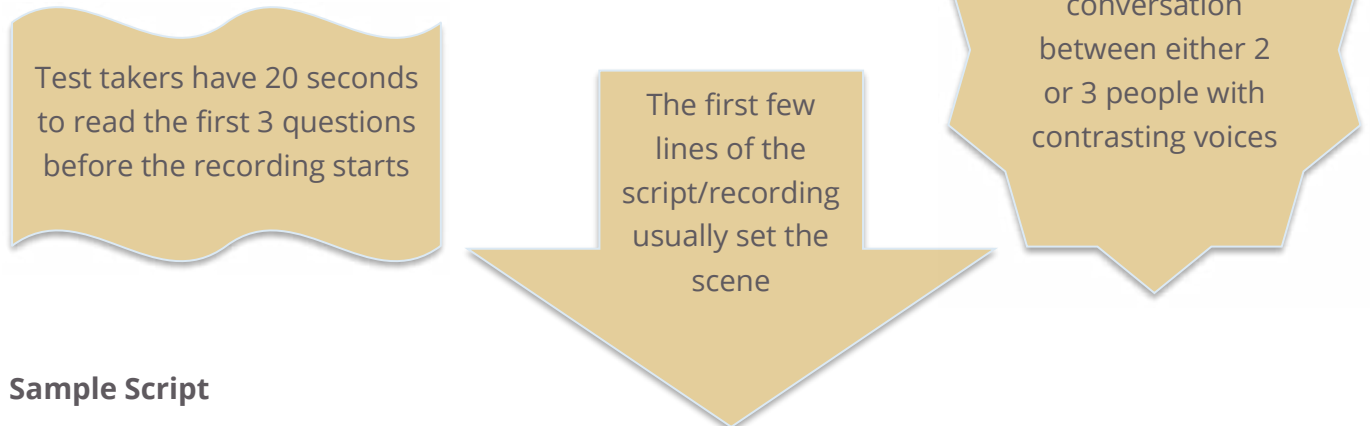 Test takers have 20 seconds
to read the first 3 questions
before the recording starts
The first few
lines of the
script/recording
usually set the
scene
conversation
between either 2
or 3 people with
contrasting voices
Sample Script